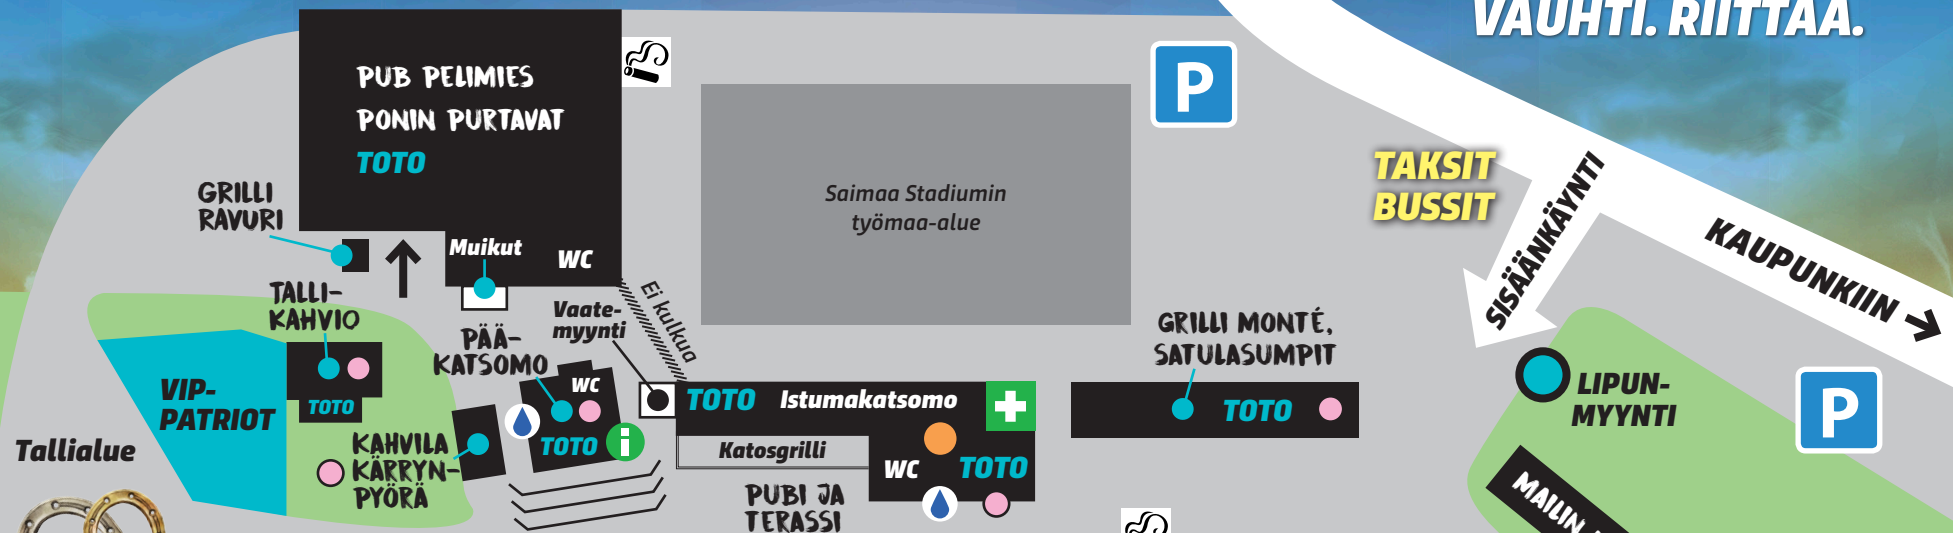 VAUHTI. RIITTÄÄ.
PUB PELIMIES
PONIN PURTAVAT
TOTO
P
Saimaa Stadiumin
työmaa-alue
TAKSIT
BUSSIT
SISÄÄNKÄYNTI
KAUPUNKIIN
GRILLI
RAVURI
Muikut
WC
TALLI-
KAHVIO
Vaate-
myynti
Ei kulkua
PÄÄ-
KATSOMO
GRILLI MONTÉ,
SATULASUMPIT
VIP-
PATRIOT
TOTO
WC
TOTO
i
TOTO
Istumakatsomo
TOTO
LIPUN-
MYYNTI
P
Tallialue
KAHVILA
KÄRRYN-
PYÖRÄ
Katosgrilli
WC
TOTO
PUBI JA
TERASSI
MAILIN